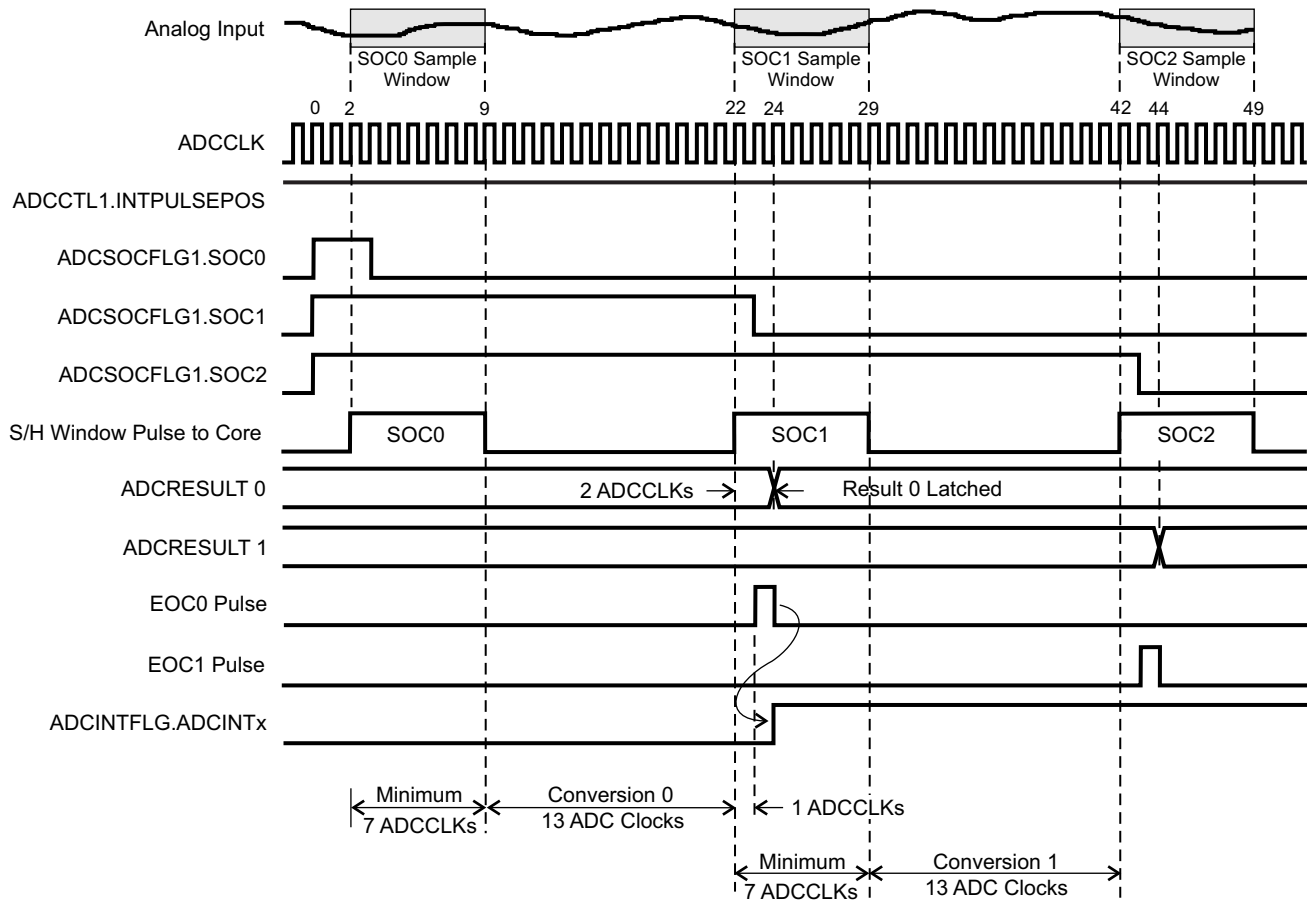 Analog Input
SOC0 Sample
Window
SOC1 Sample
Window
SOC2 Sample
Window
0 2 9 22 24 29 42 44 49
ADCCLK
ADCCTL1.INTPULSEPOS
ADCSOCFLG1.SOC0
ADCSOCFLG1.SOC1
ADCSOCFLG1.SOC2
S/H Window Pulse to Core SOC0 SOC1 SOC2
ADCRESULT 0 2 ADCCLKs Result 0 Latched
ADCRESULT 1
EOC0 Pulse
EOC1 Pulse
ADCINTFLG.ADCINTx
Minimum
7 ADCCLKs
Conversion 0
13 ADC Clocks
1 ADCCLKs
Minimum
7 ADCCLKs
Conversion 1
13 ADC Clocks